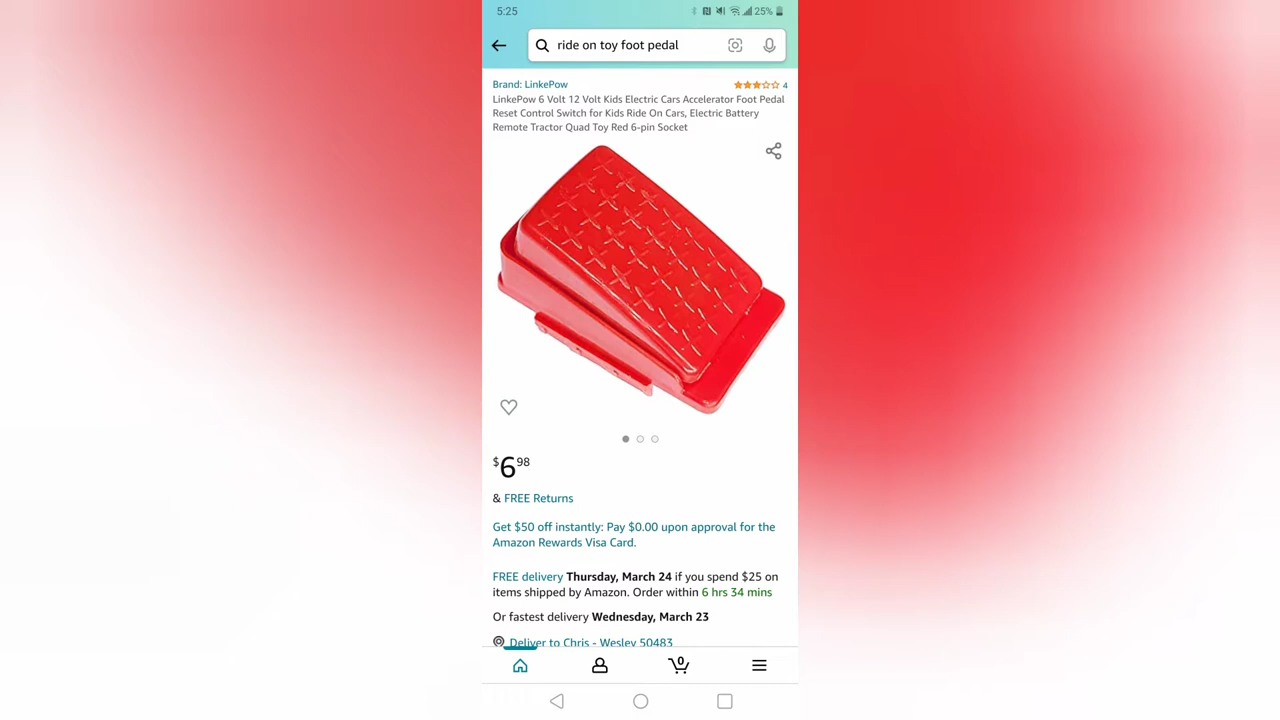 5:25
25%
ride on toy foot pedal
Brand: LinkePow
4
LinkePow 6 Volt 12 Volt Kids Electric Cars Accelerator Foot Pedal
Reset Control Switch for Kids Ride On Cars, Electric Battery
Remote Tractor Quad Toy Red 6-pin Socket
$6 98
& FREE Returns
Get $50 off instantly: Pay $0.00 upon approval for the
Amazon Rewards Visa Card.
FREE delivery Thursday, March 24 if you spend $25 on
items shipped by Amazon. Order within 6 hrs 34 mins
Or fastest delivery Wednesday, March 23
Deliver to Chris - Wesley 50483
0